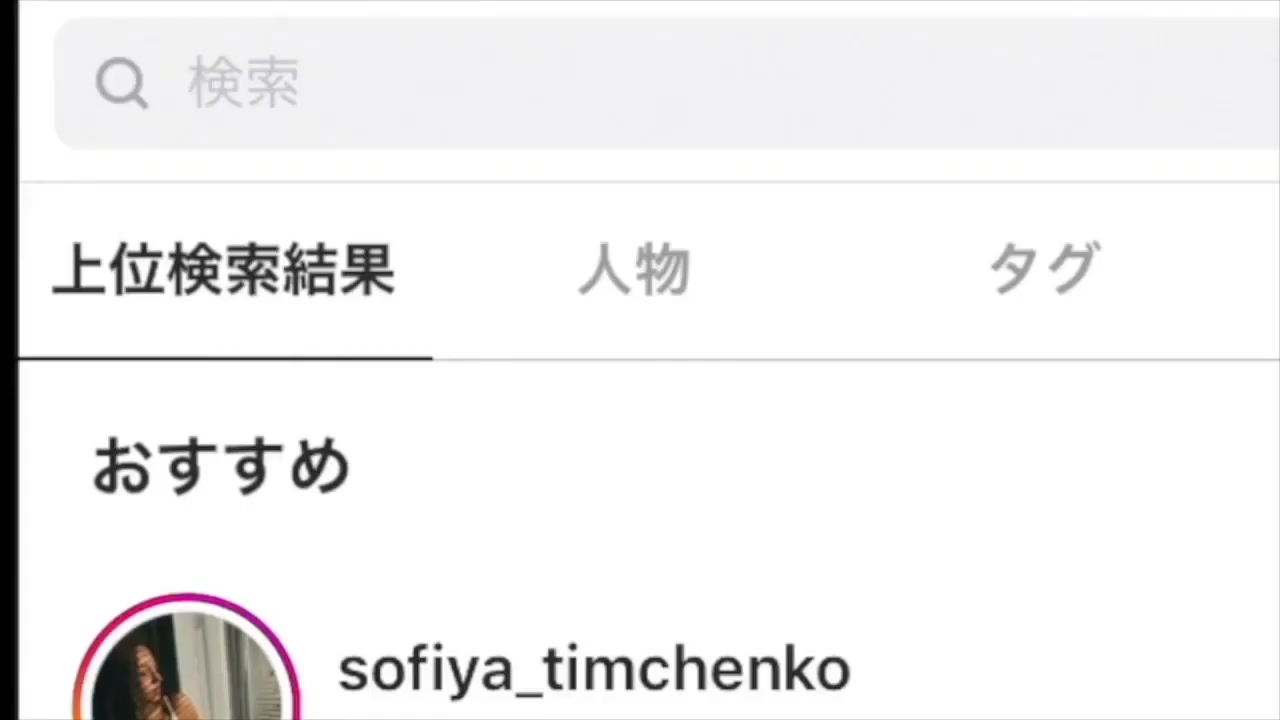 検索
上位検索結果 人物 タグ
おすすめ
sofiya_timchenko